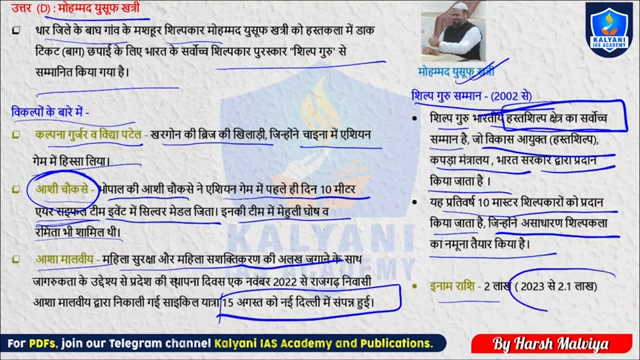 उत्तर (D) : मोहम्मद यूसुफ खत्री
धार जिले के बाघ गांव के मशहूर शिल्पकार मोहम्मद यूसुफ खत्री को हस्तकला में डाक
टिकट (बाग) छपाई के लिए भारत के सर्वोच्च शिल्पकार पुरस्कार "शिल्प गुरु" से
सम्मानित किया गया है।
विकल्पों के बारे में -
कल्पना गुर्जर व विद्या पटेल - खरगोन की ब्रिज की खिलाड़ी, जिन्होंने चाइना में एशियन
गेम में हिस्सा लिया।
आशी चौकसे - भोपाल की आशी चौकसे ने एशियन गेम में पहले ही दिन 10 मीटर
एयर राइफल टीम इवेंट में सिल्वर मेडल जिता। इनकी टीम में मेहुली घोष व
रमिता भी शामिल थी।
आशा मालवीय - महिला सुरक्षा और महिला सशक्तिकरण की अलख जगाने के साथ
जागरुकता के उद्देश्य से प्रदेश की स्थापना दिवस एक नवंबर 2022 से राजगढ़ निवासी
आशा मालवीय द्वारा निकाली गई साइकिल यात्रा 15 अगस्त को नई दिल्ली में संपन्न हुई।
KALYANI
IAS ACADEMY
मोहम्मद यूसुफ खत्री
शिल्प गुरु सम्मान - (2002 से)
शिल्प गुरु भारतीय हस्तशिल्प क्षेत्र का सर्वोच्च
सम्मान है, जो विकास आयुक्त (हस्तशिल्प),
कपड़ा मंत्रालय, भारत सरकार द्वारा प्रदान
किया जाता है ।
यह प्रतिवर्ष 10 मास्टर शिल्पकारों को प्रदान
किया जाता है, जिन्होंने असाधारण शिल्पकला
का नमूना तैयार किया है।
इनाम राशि - 2 लाख ( 2023 से 2.1 लाख)
KALYANI
IAS ACADEMY
For PDFs, join our Telegram channel Kalyani IAS Academy and Publications.
By Harsh Malviya